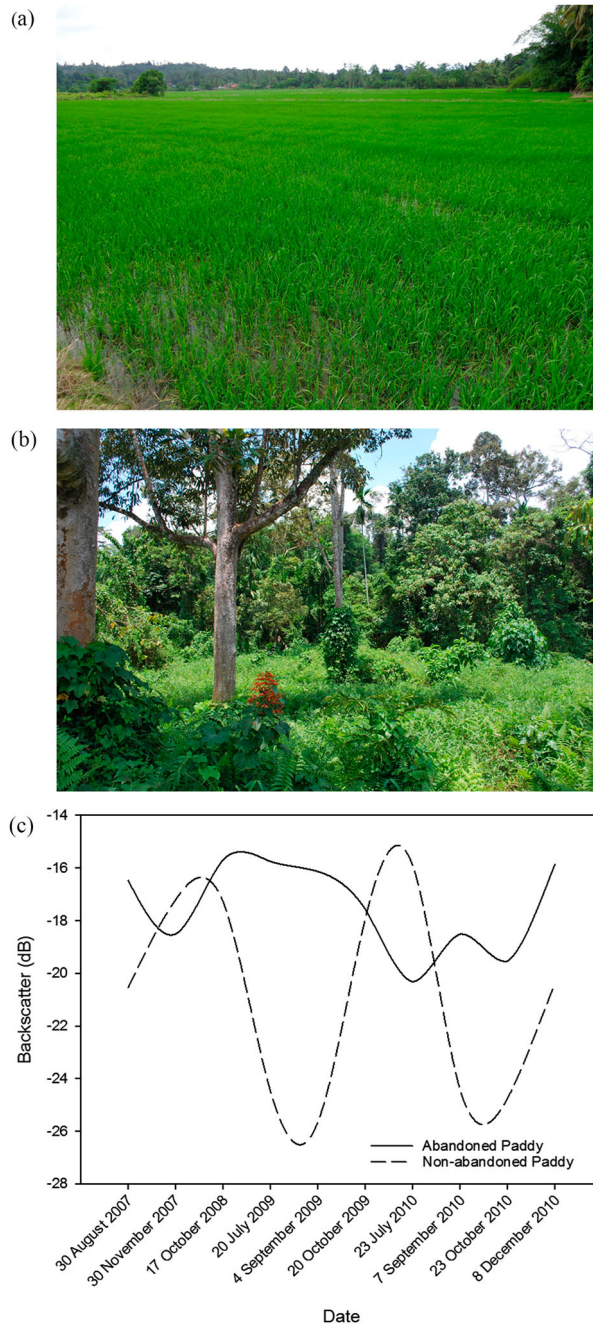 (a)
(b)
(c)
-14
-16
-18
-20
-22
-24
-26
-28
Backscatter (dB)
Abandoned Paddy
Non-abandoned Paddy
30 August 2007
30 November 2007
17 October 2008
20 July 2009
4 September 2009
20 October 2009
23 July 2010
7 September 2010
23 October 2010
8 December 2010
Date